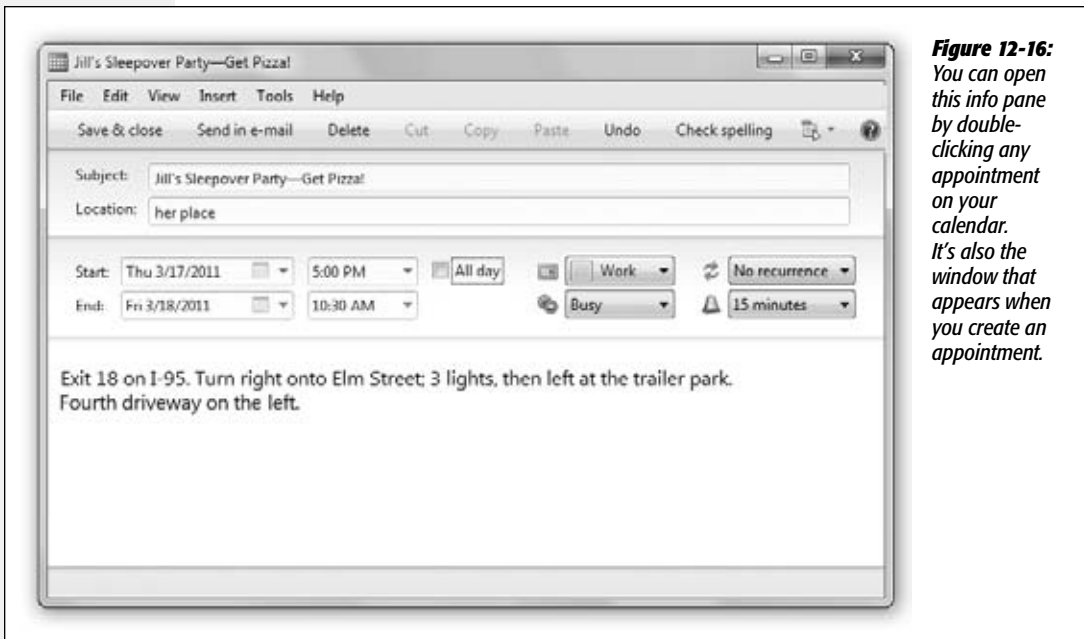 Jill's Sleepover Party—Get Pizza!
File Edit View Insert Tools Help
Save & close Send in e-mail Delete Cut Copy Paste Undo Check spelling
Subject: Jill's Sleepover Party—Get Pizza!
Location: her place
Start: Thu 3/17/2011 5:00 PM All day Work No recurrence
End: Fri 3/18/2011 10:30 AM Busy 15 minutes
Exit 18 on I-95. Turn right onto Elm Street; 3 lights, then left at the trailer park.
Fourth driveway on the left.
Figure 12-16:
You can open
this info pane
by double-
clicking any
appointment
on your
calendar.
It's also the
window that
appears when
you create an
appointment.